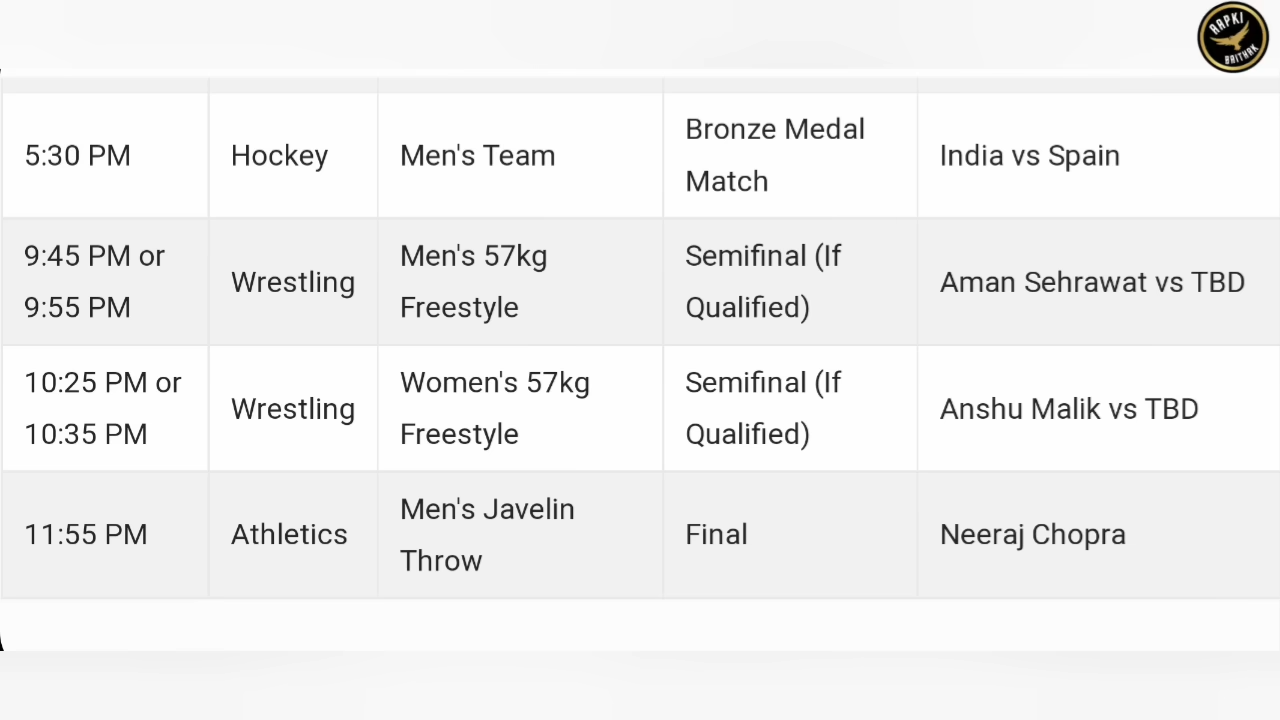 AAPKI
BAITHAK
5:30 PM
Hockey
Men's Team
Bronze Medal
Match
India vs Spain
9:45 PM or
9:55 PM
Wrestling
Men's 57kg
Freestyle
Semifinal (If
Qualified)
Aman Sehrawat vs TBD
10:25 PM or
10:35 PM
Wrestling
Women's 57kg
Freestyle
Semifinal (If
Qualified)
Anshu Malik vs TBD
11:55 PM
Athletics
Men's Javelin
Throw
Final
Neeraj Chopra